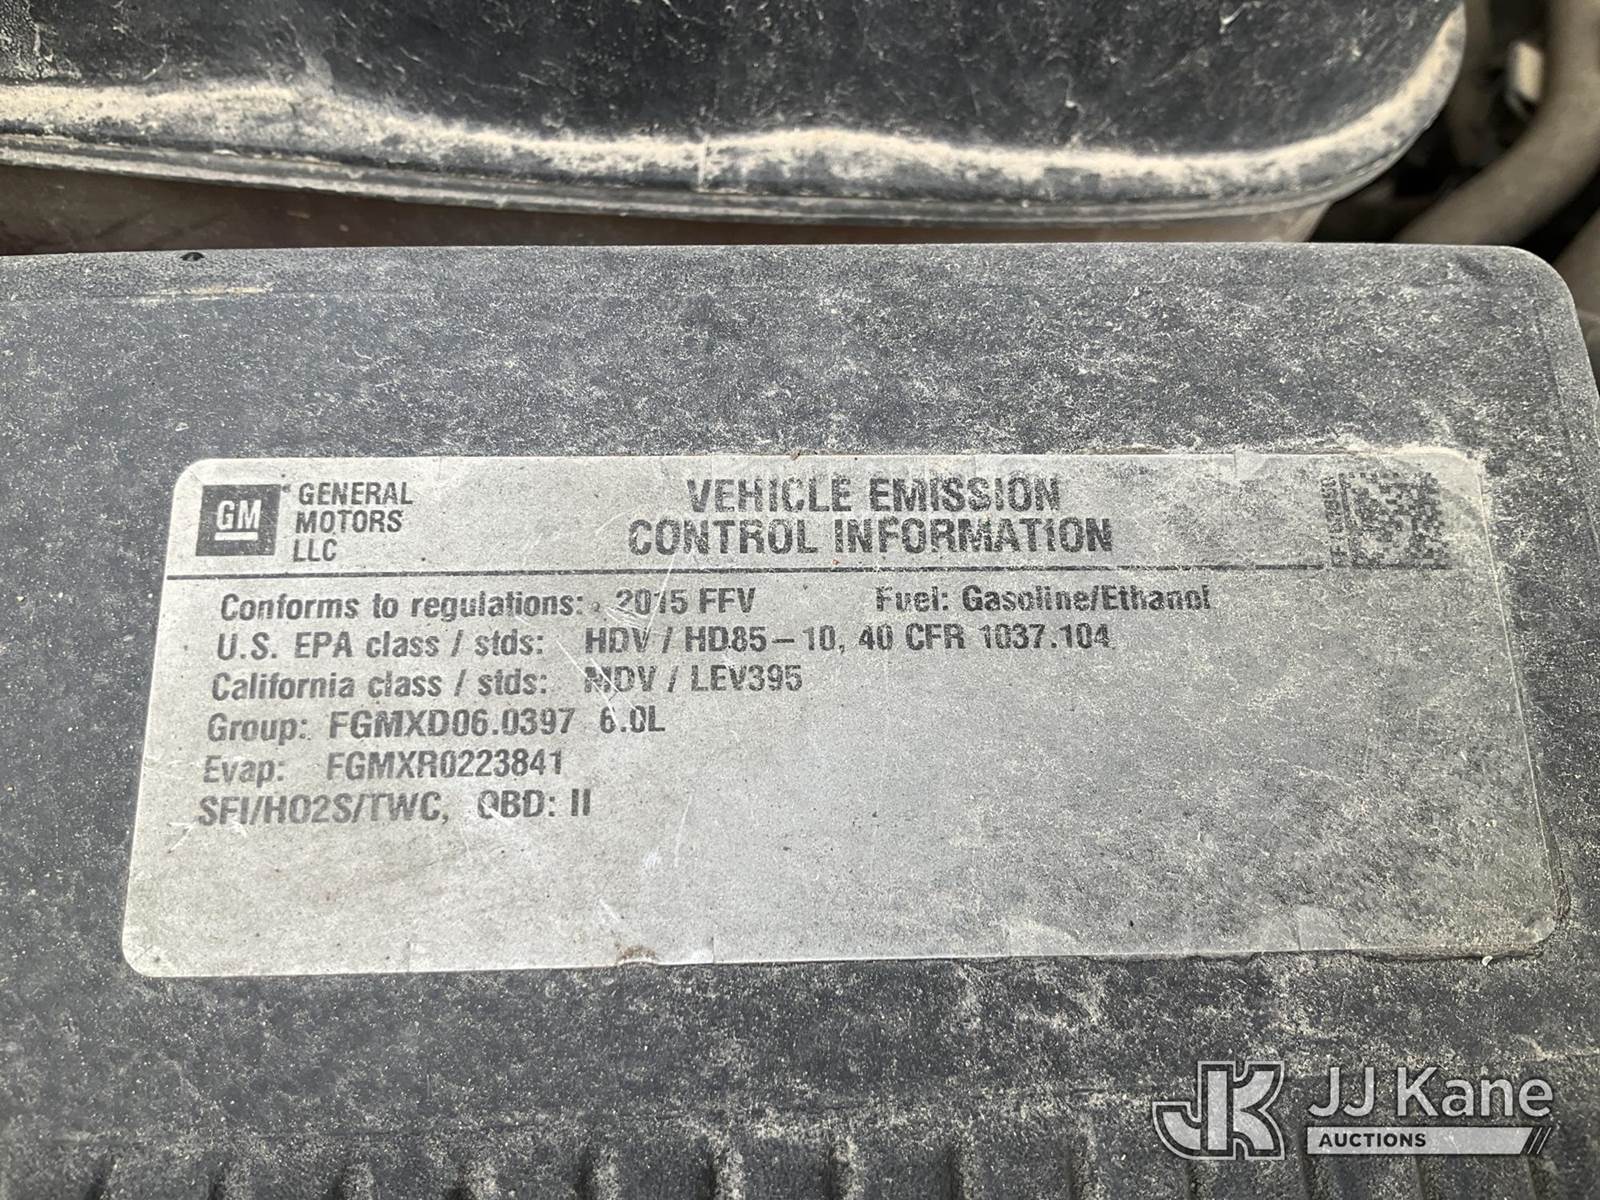 GM
GENERAL
MOTORS
LLC
VEHICLE EMISSION
CONTROL INFORMATION
Conforms to regulations: 2015 FFV Fuel: Gasoline/Ethanol
U.S. EPA class / stds: HDV / HD85-10, 40 CFR 1037.104
California class / stds: MDV / LEV395
Group: FGMXD06.0397 6.0L
Evap: FGMXR0223841
SFI/HO2S/TWC, OBD: II
JK
JJ Kane
AUCTIONS